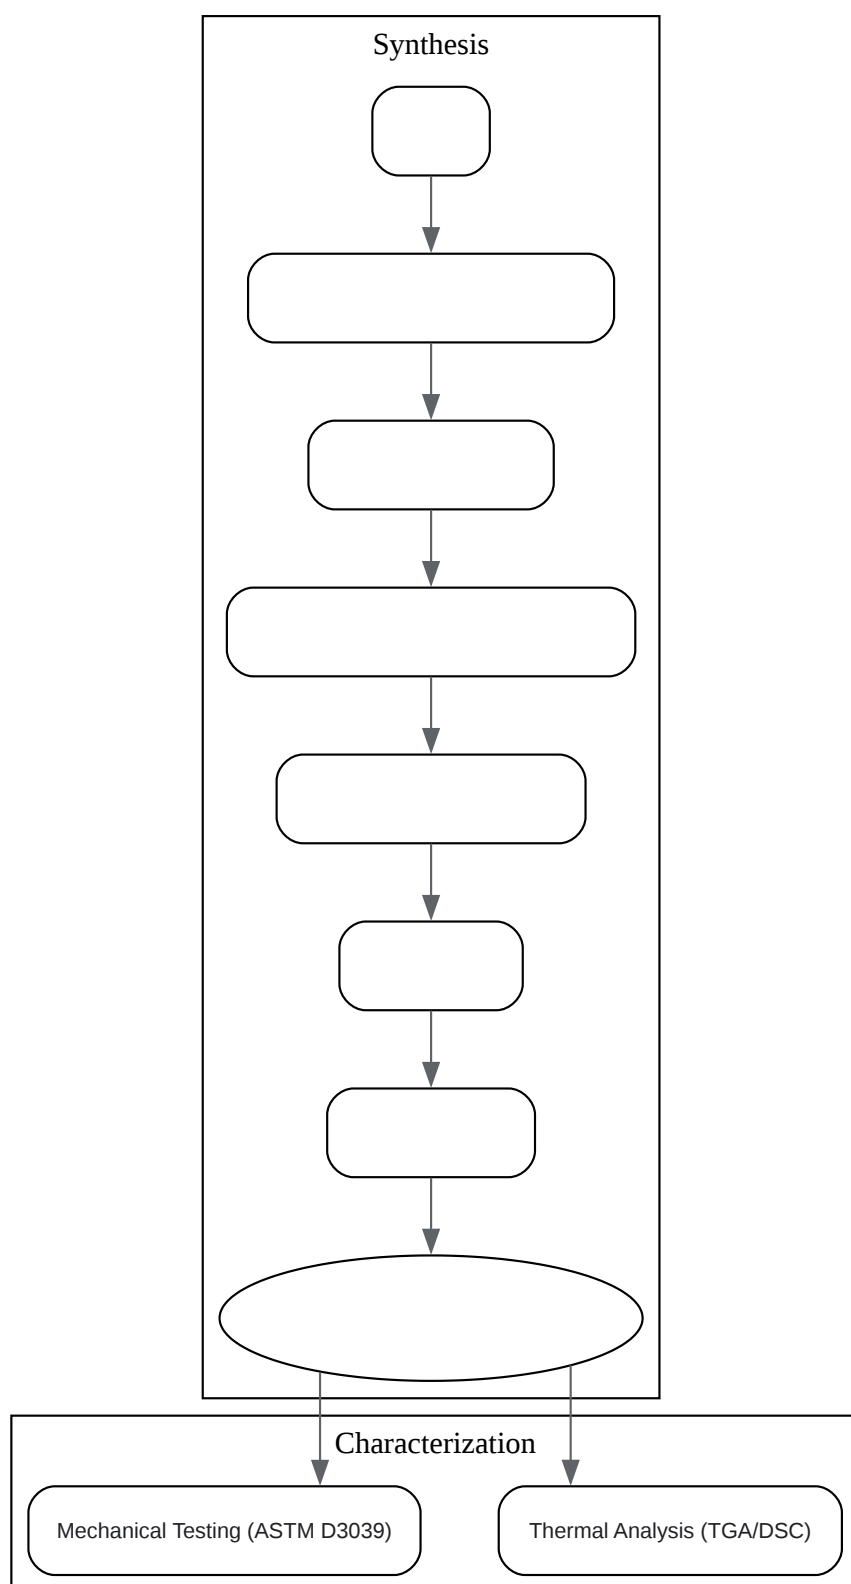 Synthesis
Characterization
Mechanical Testing (ASTM D3039)
Thermal Analysis (TGA/DSC)